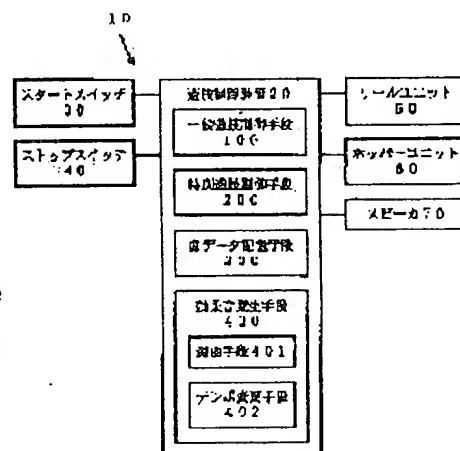 10
スタートスイッチ
30
ストップスイッチ
40
遊技制御装置20
一般遊技制御手段
100
特別遊技制御手段
200
音データ記憶手段
300
効果音発生手段
400
選曲手段401
テンポ変更手段
402
リールユニット
50
ホッパーユニット
60
スピーカ70